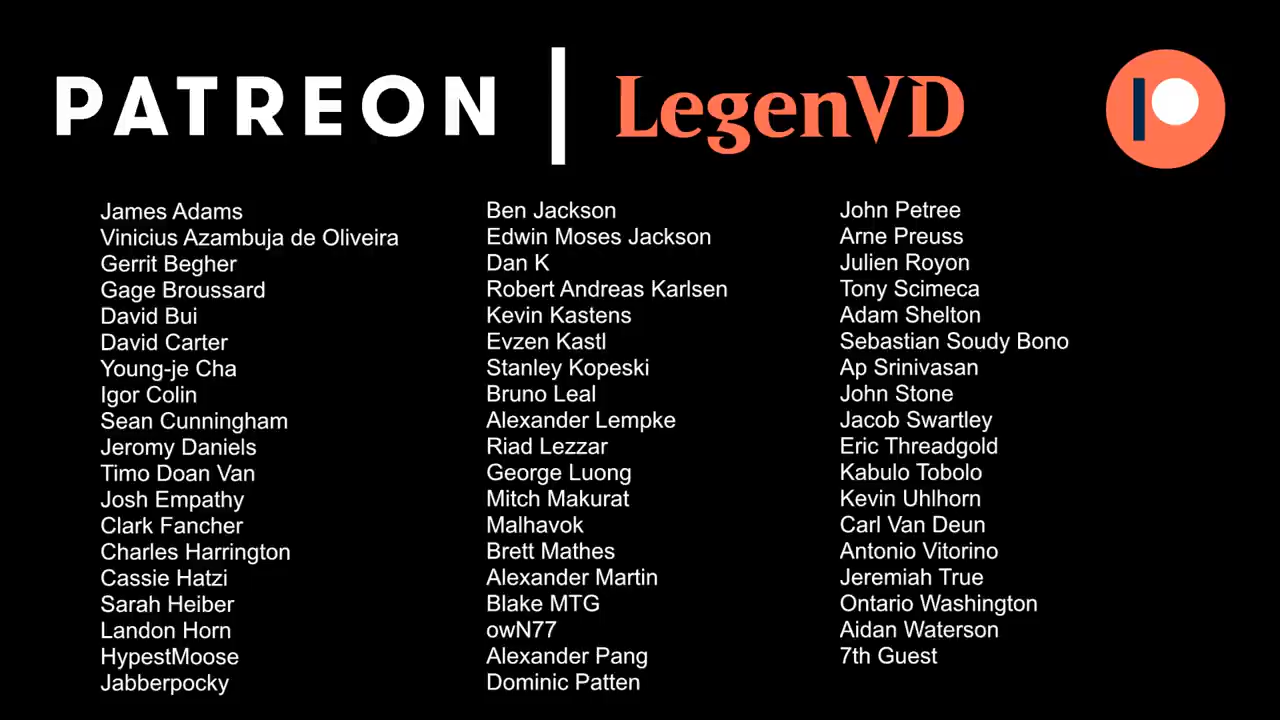 PATREON | LegenVD
James Adams
Vinicius Azambuja de Oliveira
Gerrit Begher
Gage Broussard
David Bui
David Carter
Young-je Cha
Igor Colin
Sean Cunningham
Jeromy Daniels
Timo Doan Van
Josh Empathy
Clark Fancher
Charles Harrington
Cassie Hatzi
Sarah Heiber
Landon Horn
HypestMoose
Jabberpocky
Ben Jackson
Edwin Moses Jackson
Dan K
Robert Andreas Karlsen
Kevin Kastens
Evzen Kastl
Stanley Kopeski
Bruno Leal
Alexander Lempke
Riad Lezzar
George Luong
Mitch Makurat
Malhavok
Brett Mathes
Alexander Martin
Blake MTG
owN77
Alexander Pang
Dominic Patten
John Petree
Arne Preuss
Julien Royon
Tony Scimeca
Adam Shelton
Sebastian Soudy Bono
Ap Srinivasan
John Stone
Jacob Swartley
Eric Threadgold
Kabulo Tobolo
Kevin Uhlhorn
Carl Van Deun
Antonio Vitorino
Jeremiah True
Ontario Washington
Aidan Waterson
7th Guest